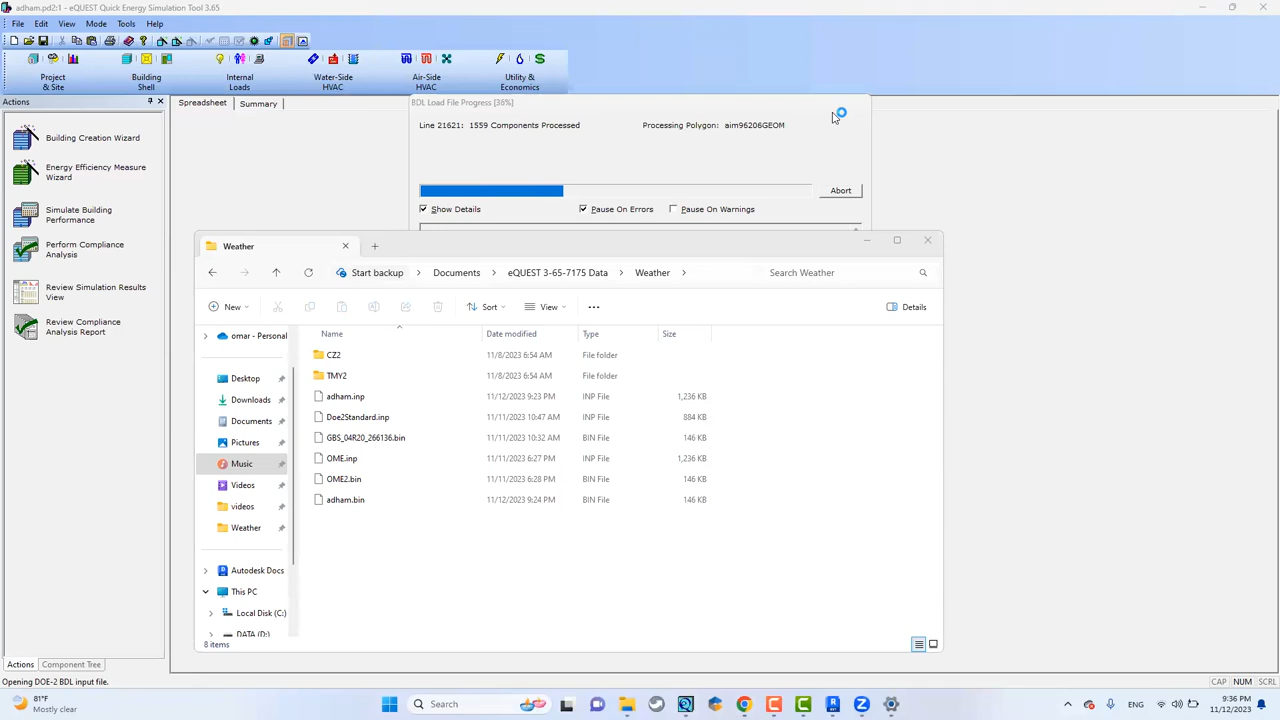 adham.pd2:1 - eQUEST Quick Energy Simulation Tool 3.65
File Edit View Mode Tools Help
Project & Site
Building Shell
Internal Loads
Water-Side HVAC
Air-Side HVAC
Utility & Economics
Actions
Spreadsheet Summary
BDL Load File Progress [36%]
Line 21621: 1559 Components Processed Processing Polygon: aim96206GEOM
Abort
Show Details Pause On Errors Pause On Warnings
Building Creation Wizard
Energy Efficiency Measure Wizard
Simulate Building Performance
Perform Compliance Analysis
Review Simulation Results View
Review Compliance Analysis Report
Weather
Start backup Documents eQUEST 3-65-7175 Data Weather Search Weather
New Sort View Details
omar - Personal
Desktop
Downloads
Documents
Pictures
Music
Videos
videos
Weather
Autodesk Docs
This PC
Local Disk (C:)
DATA (D:)
Name Date modified Type Size
CZ2 11/8/2023 6:54 AM File folder
TMY2 11/8/2023 6:54 AM File folder
adham.inp 11/12/2023 9:23 PM INP File 1,236 KB
Doe2Standard.inp 11/11/2023 10:47 AM INP File 884 KB
GBS_04R20_266136.bin 11/11/2023 10:32 AM BIN File 146 KB
OME.inp 11/11/2023 6:27 PM INP File 1,236 KB
OME2.bin 11/11/2023 6:28 PM BIN File 146 KB
adham.bin 11/12/2023 9:24 PM BIN File 146 KB
8 items
Actions Component Tree
Opening DOE-2 BDL input file.
CAP NUM SCRL
81°F
Mostly clear
Search
ENG
9:36 PM
11/12/2023